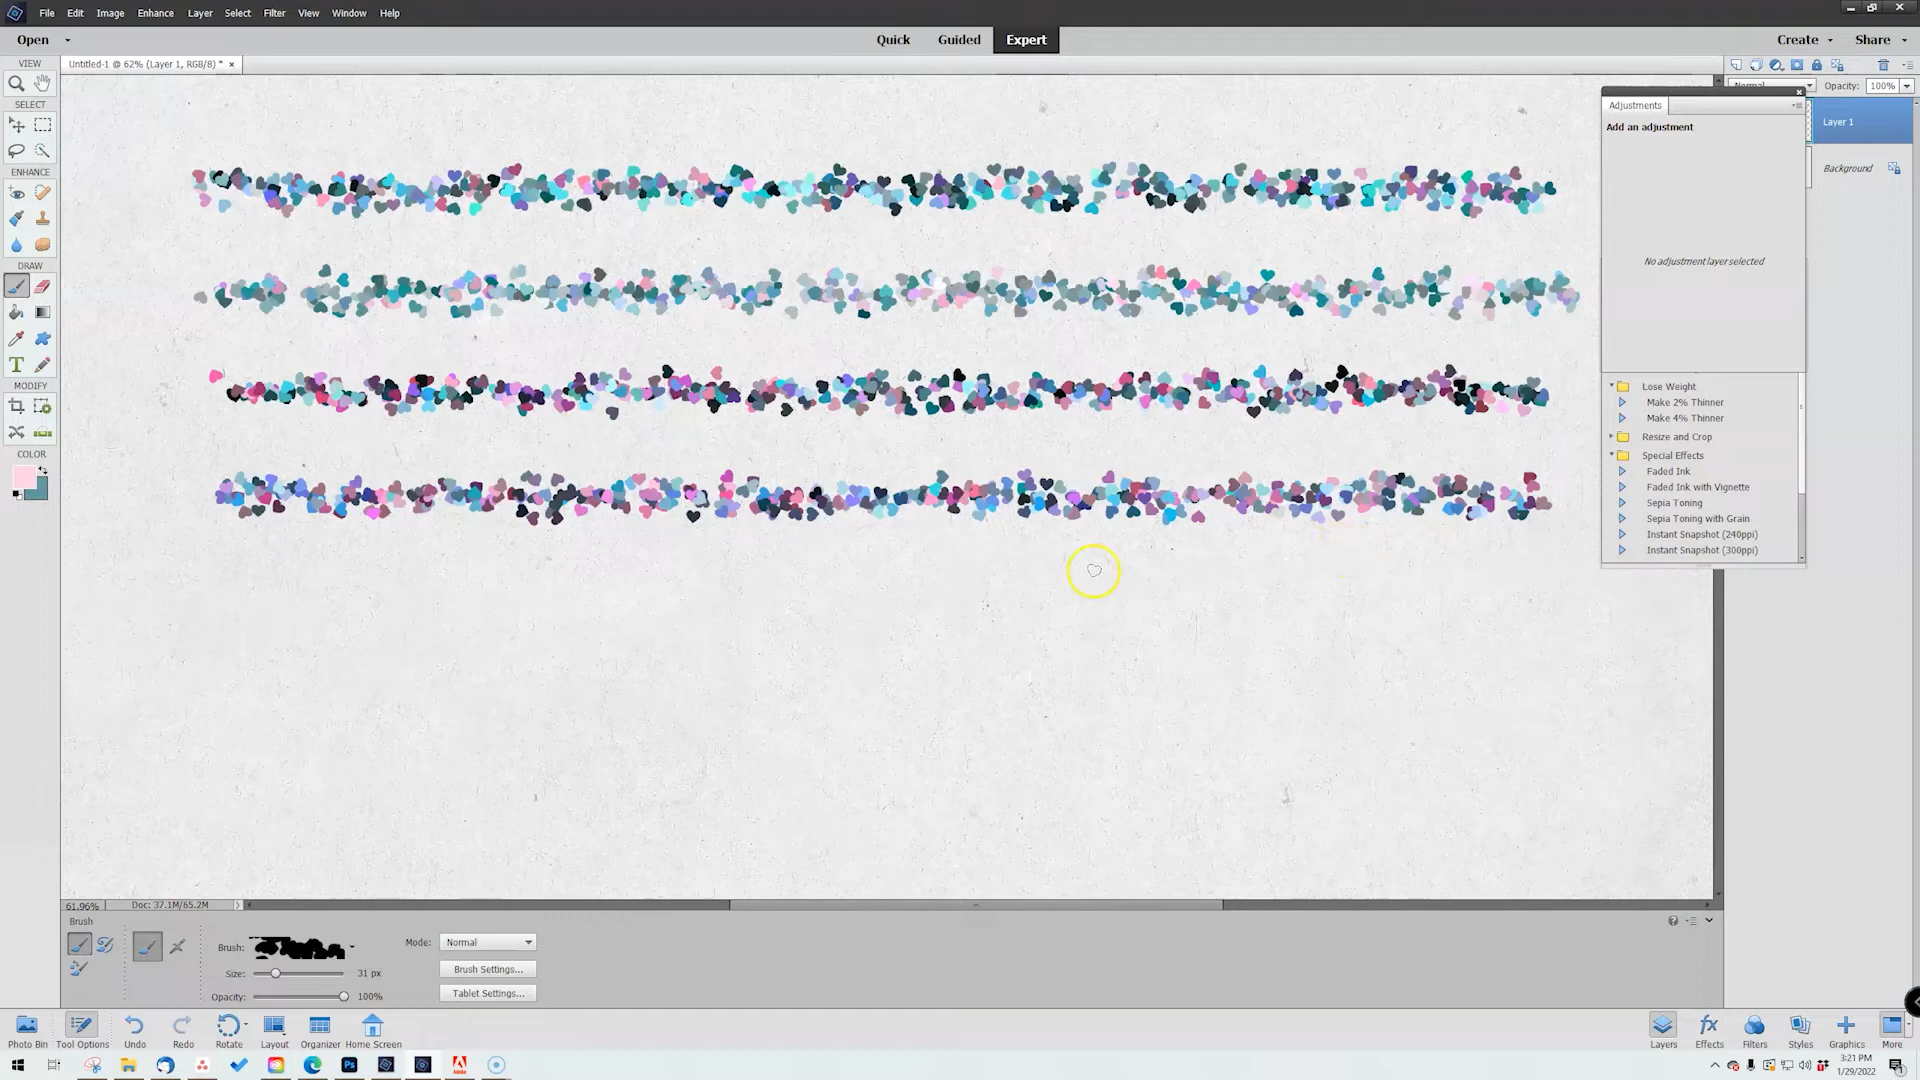 File Edit Image Enhance Layer Select Filter View Window Help
Open Quick Guided Expert Create Share
VIEW Untitled-1 @ 62% (Layer 1, RGB/8) * ×
Normal Opacity: 100%
SELECT
Adjustments
Add an adjustment
Layer 1
Background
ENHANCE
No adjustment layer selected
DRAW
T
MODIFY
COLOR
Lose Weight
Make 2% Thinner
Make 4% Thinner
Resize and Crop
Special Effects
Faded Ink
Faded Ink with Vignette
Sepia Toning
Sepia Toning with Grain
Instant Snapshot (240ppi)
Instant Snapshot (300ppi)
61.96% Doc: 37.1M/65.2M
Brush
Brush: Mode: Normal
Size: 31 px Brush Settings...
Opacity: 100% Tablet Settings...
Photo Bin Tool Options Undo Redo Rotate Layout Organizer Home Screen Layers Effects Filters Styles Graphics More
Ps
3:21 PM
1/29/2022